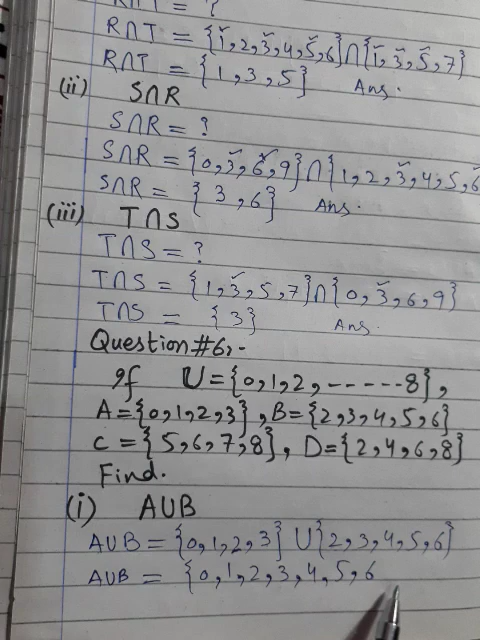 R∩T = ?
R∩T = {1,2,3,4,5,6}∩{1,3,5,7}
R∩T = {1,3,5} Ans.
(ii) S∩R
S∩R = ?
S∩R = {0,3,6,9}∩{1,2,3,4,5,6
S∩R = {3,6} Ans.
(iii) T∩S
T∩S = ?
T∩S = {1,3,5,7}∩{0,3,6,9}
T∩S = {3} Ans.
Question#6:-
If U={0,1,2,-----8},
A={0,1,2,3}, B={2,3,4,5,6}
C={5,6,7,8}, D={2,4,6,8}
Find.
(i) AUB
AUB = {0,1,2,3} U{2,3,4,5,6}
AUB = {0,1,2,3,4,5,6